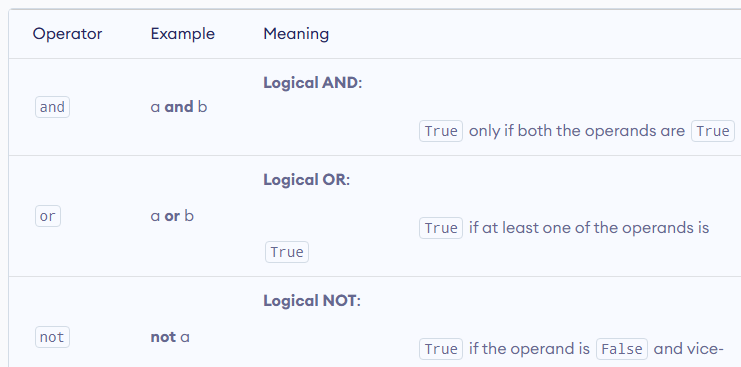 Operator Example Meaning
Logical AND:
and a and b
True only if both the operands are True
Logical OR:
or a or b
True if at least one of the operands is
True
Logical NOT:
not not a
True if the operand is False and vice-